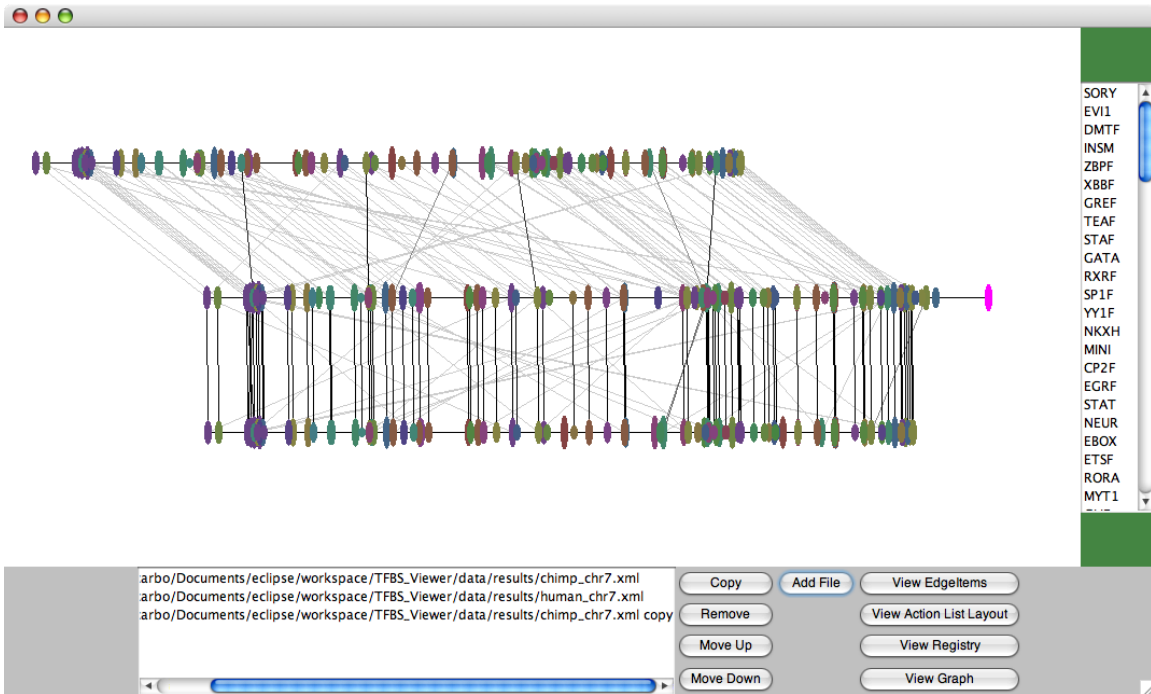 SORY
EVI1
DMTF
INSM
ZBPF
XBBF
GREF
TEAF
STAF
GATA
RXRF
SP1F
YY1F
NKXH
MINI
CP2F
EGRF
STAT
NEUR
EBOX
ETSF
RORA
MYT1
:arbo/Documents/eclipse/workspace/TFBS_Viewer/data/results/chimp_chr7.xml
:arbo/Documents/eclipse/workspace/TFBS_Viewer/data/results/human_chr7.xml
:arbo/Documents/eclipse/workspace/TFBS_Viewer/data/results/chimp_chr7.xml copy
Copy
Add File
View EdgeItems
Remove
View Action List Layout
Move Up
View Registry
Move Down
View Graph